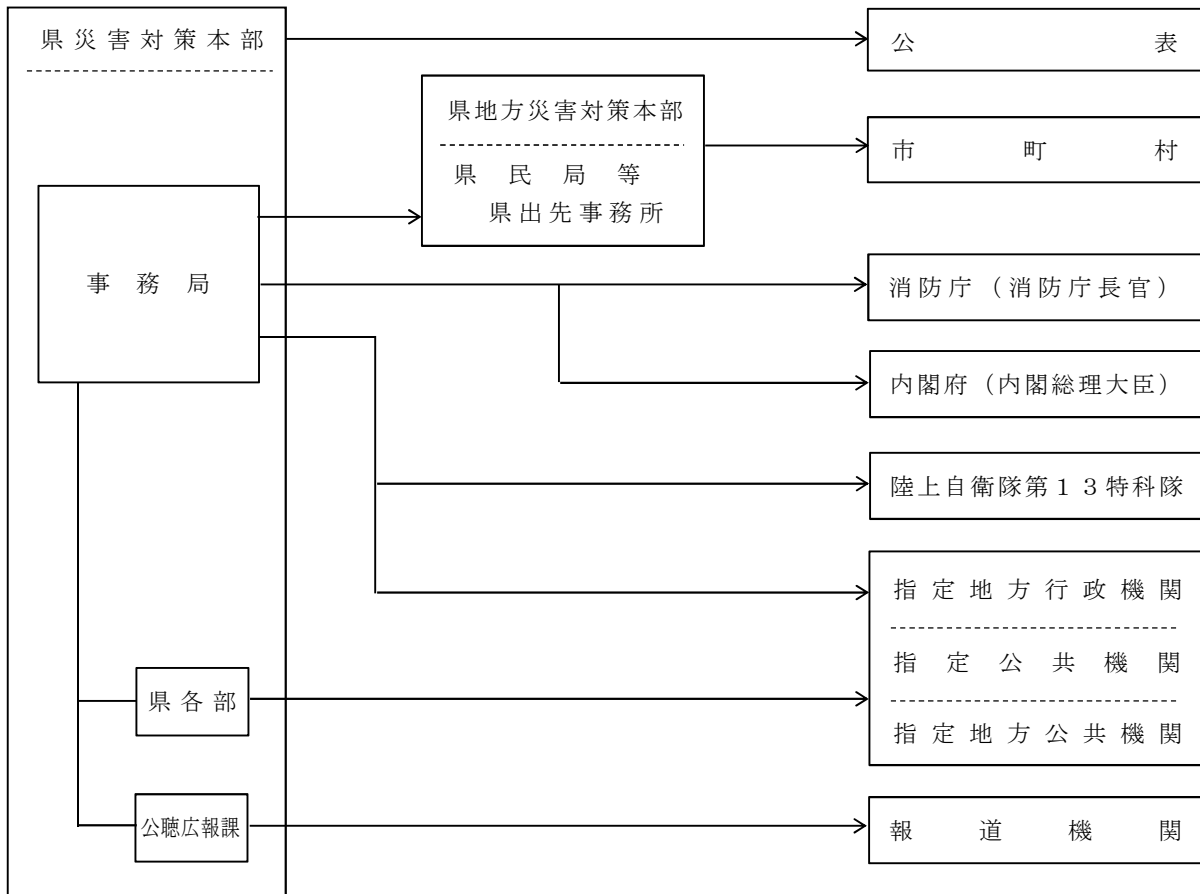 県災害対策本部
公表
県地方災害対策本部
県民局等
県出先事務所
市町村
事務局
消防庁（消防庁長官）
内閣府（内閣総理大臣）
陸上自衛隊第１３特科隊
指定地方行政機関
指定公共機関
指定地方公共機関
県各部
公聴広報課
報道機関